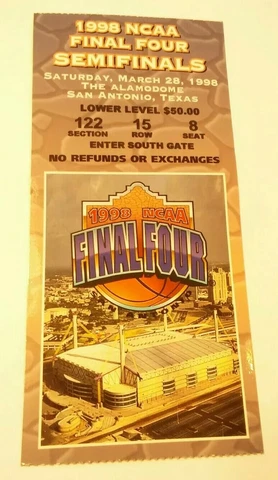 1998 NCAA
FINAL FOUR
SEMIFINALS
SATURDAY, MARCH 28, 1998
THE ALAMODOME
SAN ANTONIO, TEXAS
LOWER LEVEL $50.00
122 15 8
SECTION ROW SEAT
ENTER SOUTH GATE
NO REFUNDS OR EXCHANGES
1998 NCAA
FINAL FOUR